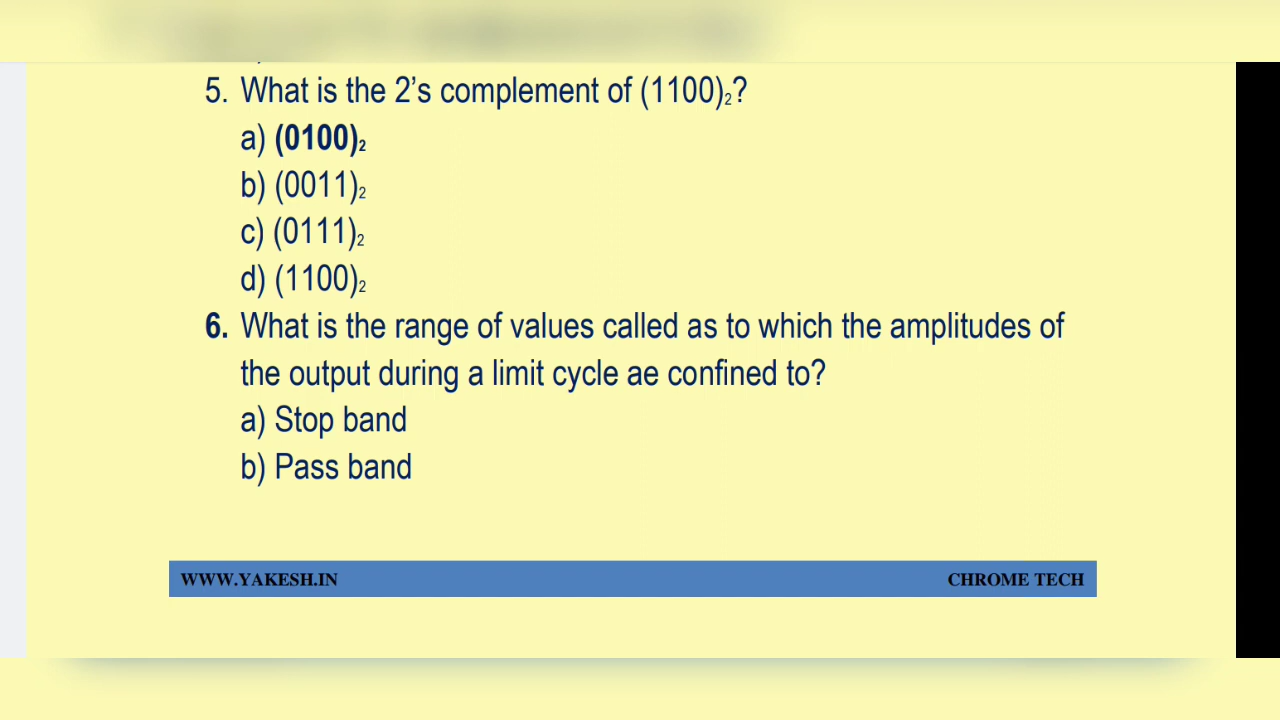 5. What is the 2's complement of (1100)₂?
a) (0100)₂
b) (0011)₂
c) (0111)₂
d) (1100)₂
6. What is the range of values called as to which the amplitudes of
the output during a limit cycle ae confined to?
a) Stop band
b) Pass band
WWW.YAKESH.IN CHROME TECH